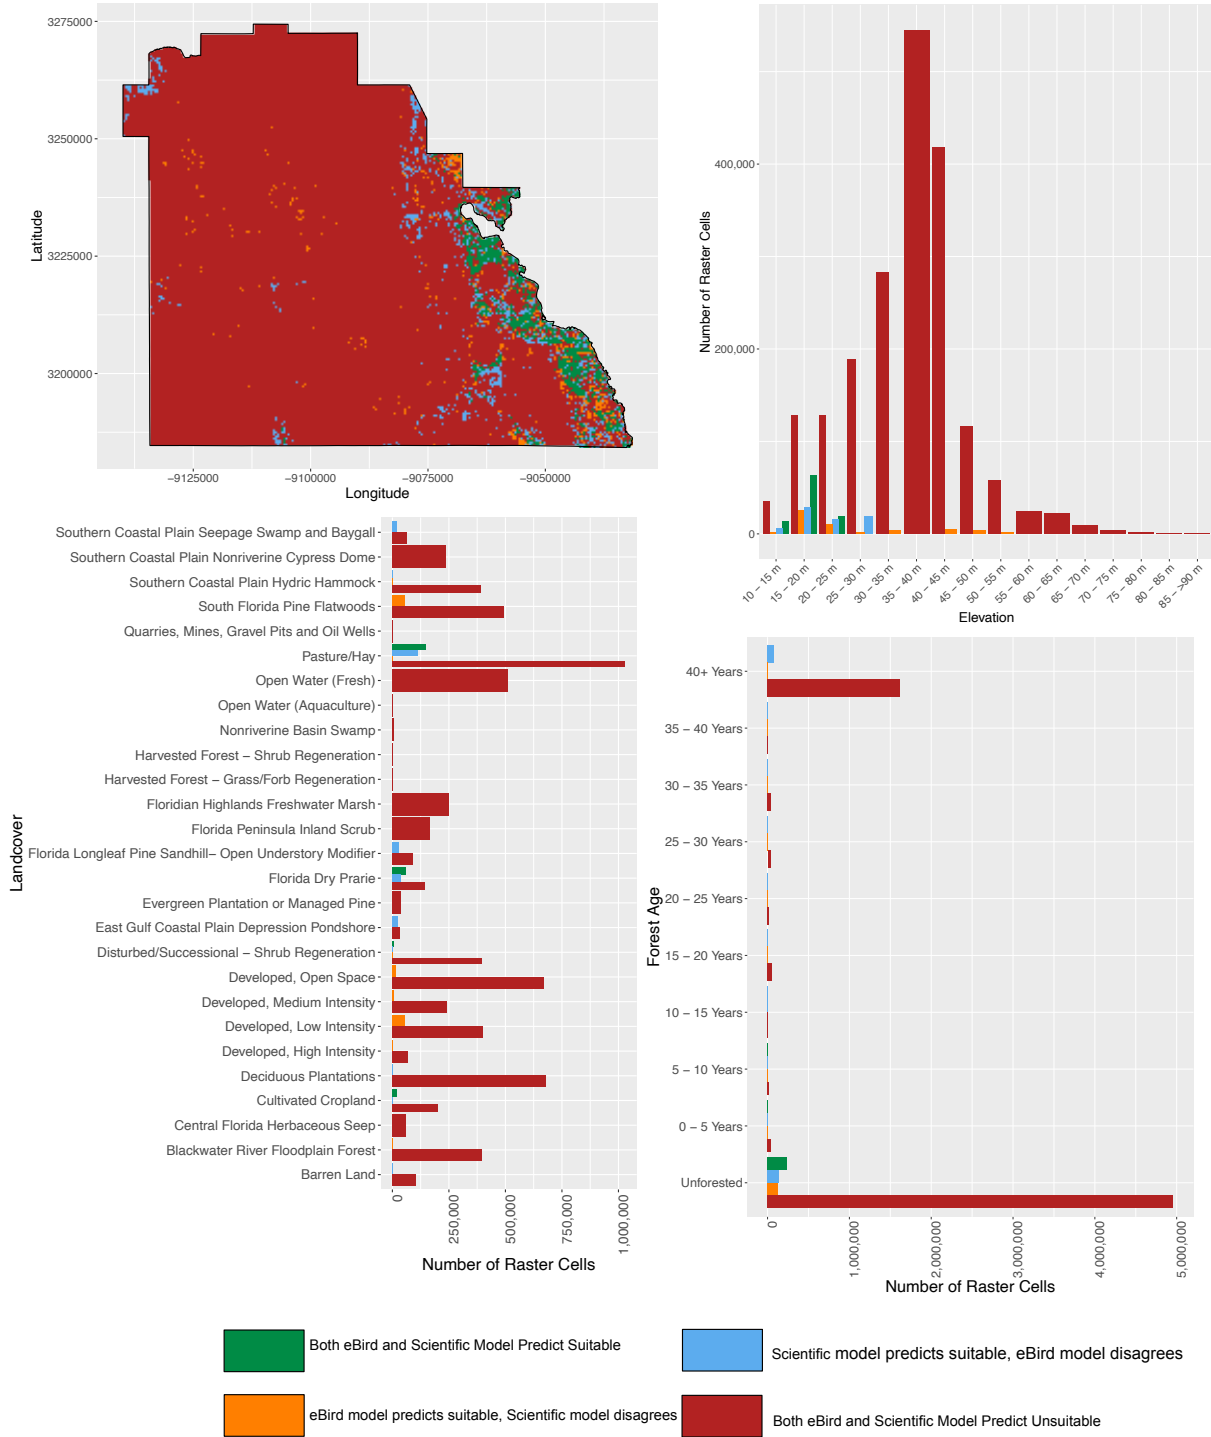 3275000
3250000
3225000
3200000
Latitude
−9125000
−9100000
−9075000
−9050000
Longitude
400,000
200,000
0
Number of Raster Cells
10 − 15 m
15 − 20 m
20 − 25 m
25 − 30 m
30 − 35 m
35 − 40 m
40 − 45 m
45 − 50 m
50 − 55 m
55 − 60 m
60 − 65 m
65 − 70 m
70 − 75 m
75 − 80 m
80 − 85 m
85 − >90 m
Elevation
Southern Coastal Plain Seepage Swamp and Baygall
Southern Coastal Plain Nonriverine Cypress Dome
Southern Coastal Plain Hydric Hammock
South Florida Pine Flatwoods
Quarries, Mines, Gravel Pits and Oil Wells
Pasture/Hay
Open Water (Fresh)
Open Water (Aquaculture)
Nonriverine Basin Swamp
Harvested Forest − Shrub Regeneration
Harvested Forest − Grass/Forb Regeneration
Floridian Highlands Freshwater Marsh
Florida Peninsula Inland Scrub
Florida Longleaf Pine Sandhill− Open Understory Modifier
Florida Dry Prarie
Evergreen Plantation or Managed Pine
East Gulf Coastal Plain Depression Pondshore
Disturbed/Successional − Shrub Regeneration
Developed, Open Space
Developed, Medium Intensity
Developed, Low Intensity
Developed, High Intensity
Deciduous Plantations
Cultivated Cropland
Central Florida Herbaceous Seep
Blackwater River Floodplain Forest
Barren Land
Landcover
0
250,000
500,000
750,000
1,000,000
Number of Raster Cells
40+ Years
35 − 40 Years
30 − 35 Years
25 − 30 Years
20 − 25 Years
15 − 20 Years
10 − 15 Years
5 − 10 Years
0 − 5 Years
Unforested
Forest Age
0
1,000,000
2,000,000
3,000,000
4,000,000
5,000,000
Number of Raster Cells
Both eBird and Scientific Model Predict Suitable
Scientific model predicts suitable, eBird model disagrees
eBird model predicts suitable, Scientific model disagrees
Both eBird and Scientific Model Predict Unsuitable